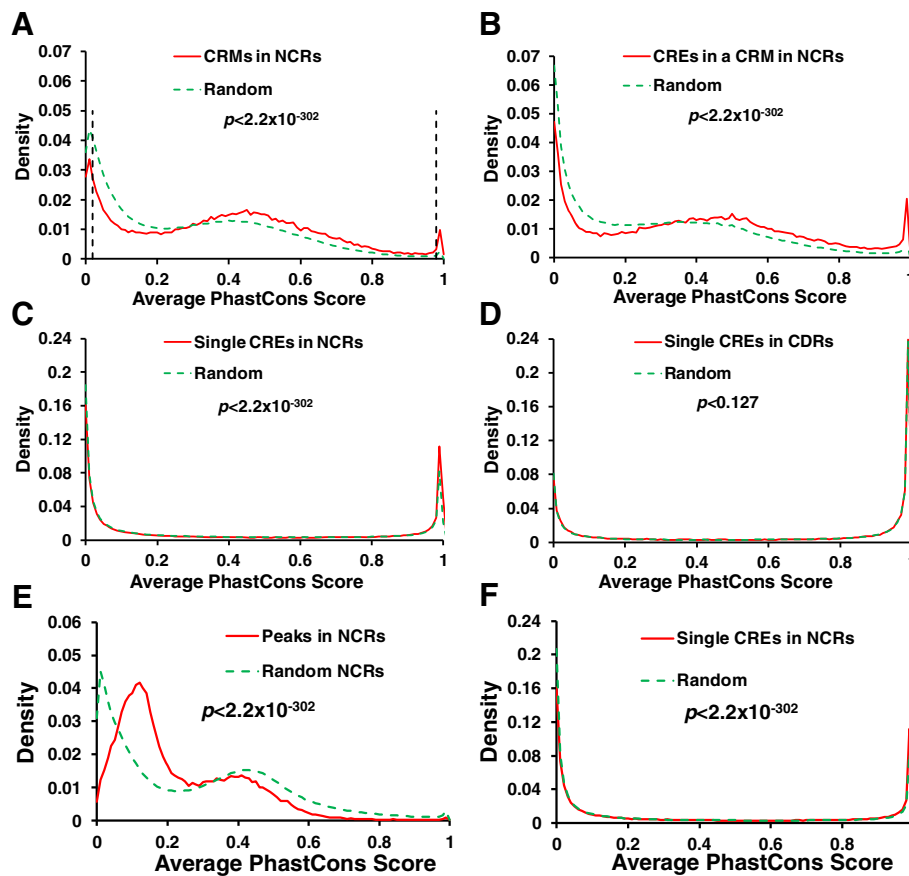 A
0.07
0.06
0.05
0.04
0.03
0.02
0.01
0
Density
CRMs in NCRs
Random
p<2.2x10-302
0 0.2 0.4 0.6 0.8 1
Average PhastCons Score
B
0.07
0.06
0.05
0.04
0.03
0.02
0.01
0
Density
CREs in a CRM in NCRs
Random
p<2.2x10-302
0 0.2 0.4 0.6 0.8 1
Average PhastCons Score
C
0.24
0.2
0.16
0.12
0.08
0.04
0
Density
Single CREs in NCRs
Random
p<2.2x10-302
0 0.2 0.4 0.6 0.8 1
Average PhastCons Score
D
0.24
0.2
0.16
0.12
0.08
0.04
0
Density
Single CREs in CDRs
Random
p<0.127
0 0.2 0.4 0.6 0.8
Average PhastCons Score
E
0.06
0.05
0.04
0.03
0.02
0.01
0
Density
Peaks in NCRs
Random NCRs
p<2.2x10-302
0 0.2 0.4 0.6 0.8 1
Average PhastCons Score
F
0.24
0.2
0.16
0.12
0.08
0.04
0
Density
Single CREs in NCRs
Random
p<2.2x10-302
0 0.2 0.4 0.6 0.8
Average PhastCons Score